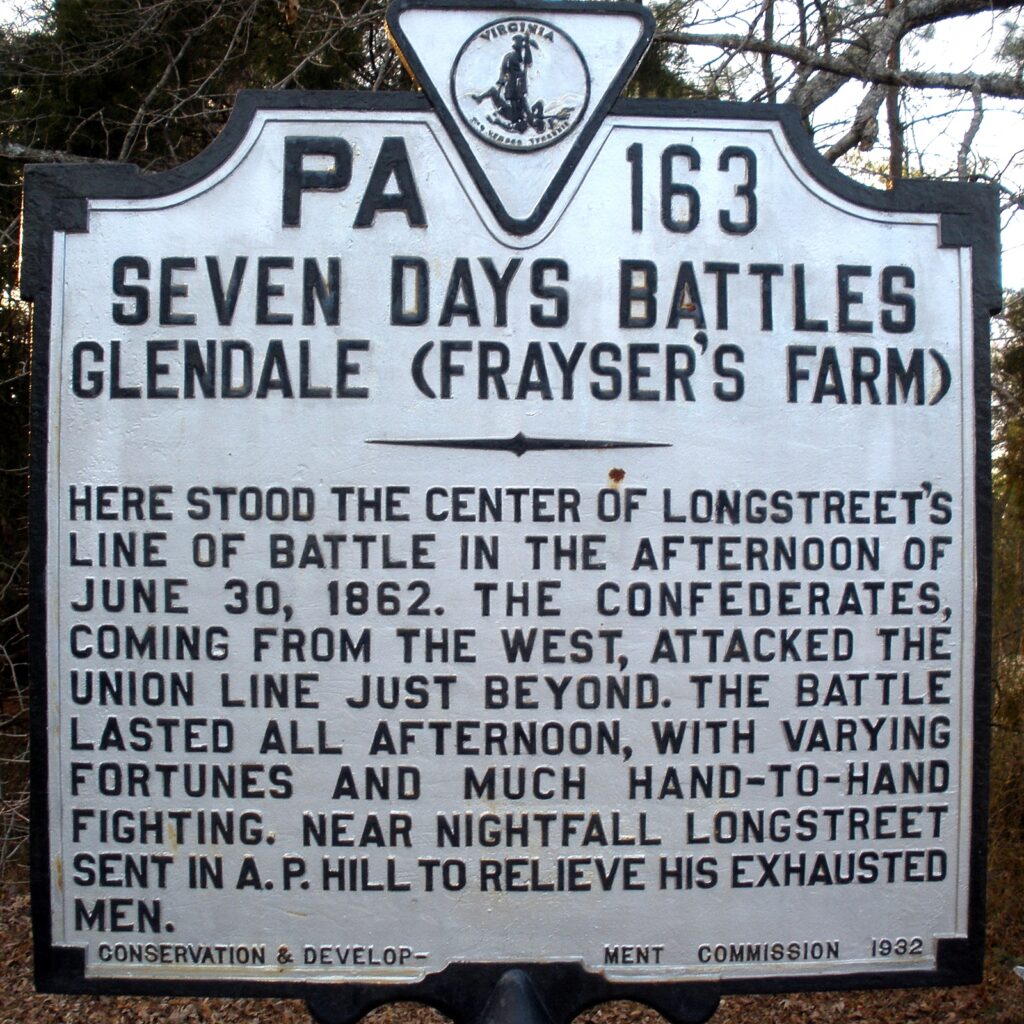 VIRGINIA
SIC SEMPER TYRANNIS
PA 163
SEVEN DAYS BATTLES
GLENDALE (FRAYSER'S FARM)
HERE STOOD THE CENTER OF LONGSTREET'S
LINE OF BATTLE IN THE AFTERNOON OF
JUNE 30, 1862. THE CONFEDERATES,
COMING FROM THE WEST, ATTACKED THE
UNION LINE JUST BEYOND. THE BATTLE
LASTED ALL AFTERNOON, WITH VARYING
FORTUNES AND MUCH HAND-TO-HAND
FIGHTING. NEAR NIGHTFALL LONGSTREET
SENT IN A. P. HILL TO RELIEVE HIS EXHAUSTED
MEN.
CONSERVATION & DEVELOP- MENT COMMISSION 1932